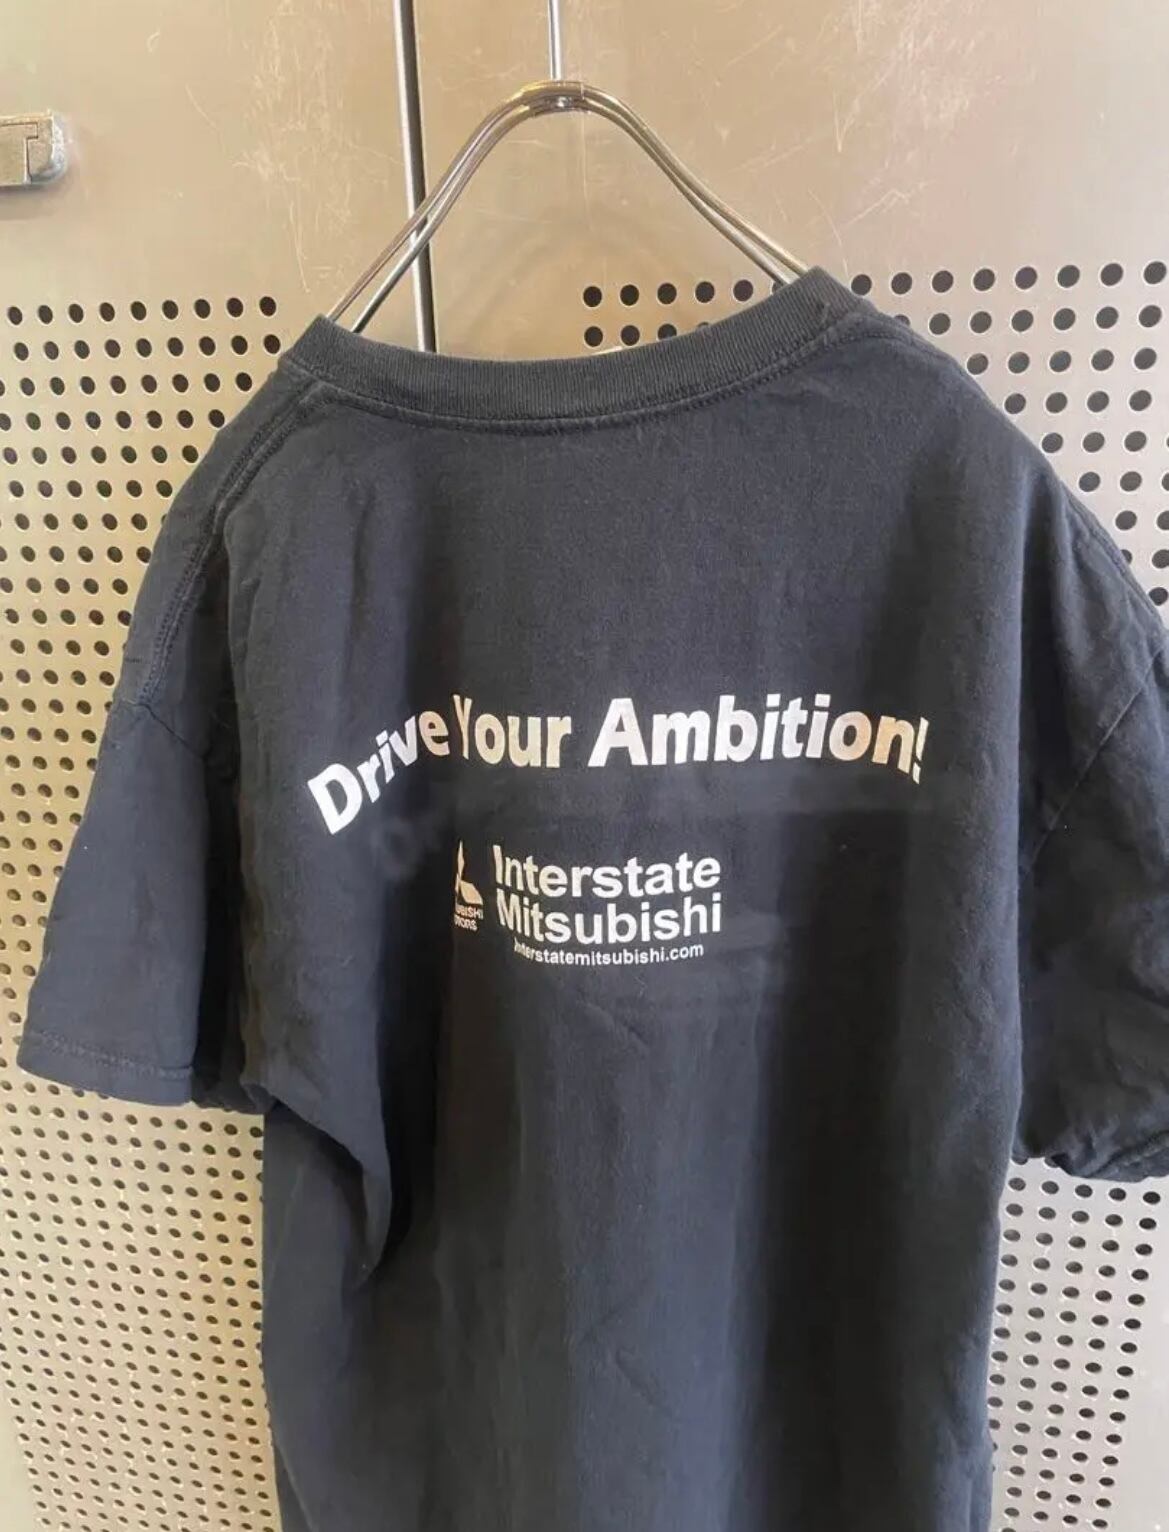 Drive Your Ambition!
Interstate
Mitsubishi
interstatemitsubishi.com